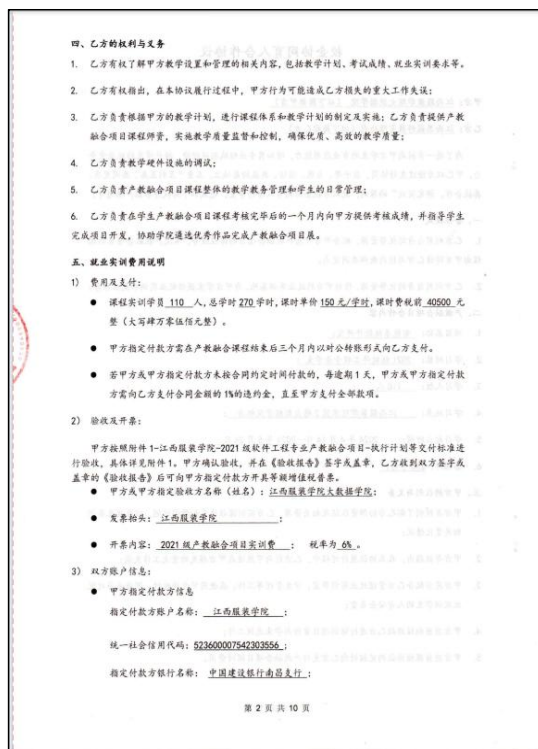 四、乙方的权利与义务
1. 乙方有权了解甲方教学设置和管理的相关内容，包括教学计划、考试成绩、就业实训要求等。
2. 乙方有权指出，在本协议履行过程中，甲方行为可能造成乙方损失的重大工作失误；
3. 乙方负责根据甲方的教学计划，进行课程体系和教学计划的制定及实施；乙方负责提供产教
融合项目课程师资，实施教学质量监督和控制，确保优质、高效的教学质量；
4. 乙方负责教学硬件设施的调试；
5. 乙方负责产教融合项目课程整体的教学教务管理和学生的日常管理；
6. 乙方负责在学生产教融合项目课程考核完毕后的一个月内向甲方提供考核成绩，并指导学生
完成项目开发，协助学院遴选优秀作品完成产教融合项目展。
五、就业实训费用说明
1) 费用及支付：
● 课程实训学员 110 人，总学时 270 学时，课时单价 150 元/学时，课时费税前 40500 元
整（大写肆万零伍佰元整）。
● 甲方指定付款方需在产教融合课程结束后三个月内以对公转账形式向乙方支付。
● 若甲方或甲方指定付款方未按合同约定时间付款的，每逾期 1 天，甲方或甲方指定付款
方需向乙方支付合同金额的 1%的违约金，直至甲方支付全部款项。
2) 验收及开票：
甲方按照附件 1-江西服装学院-2021 级软件工程专业产教融合项目-执行计划等交付标准进
行验收，具体详见附件 1。甲方确认验收，并在《验收报告》签字或盖章，乙方收到双方签字或
盖章的《验收报告》后可向甲方指定付款方开具等额增值税普票。
● 甲方或甲方指定验收方名称（姓名）：江西服装学院大数据学院；
● 发票抬头： 江西服装学院 ；
● 开票内容： 2021 级产教融合项目实训费 ； 税率为 6% 。
3) 双方账户信息：
● 甲方指定付款方信息
指定付款方账户名称： 江西服装学院 ；
统一社会信用代码：523600007542303556 ；
指定付款方银行名称： 中国建设银行南昌支行 ；
第 2 页 共 10 页